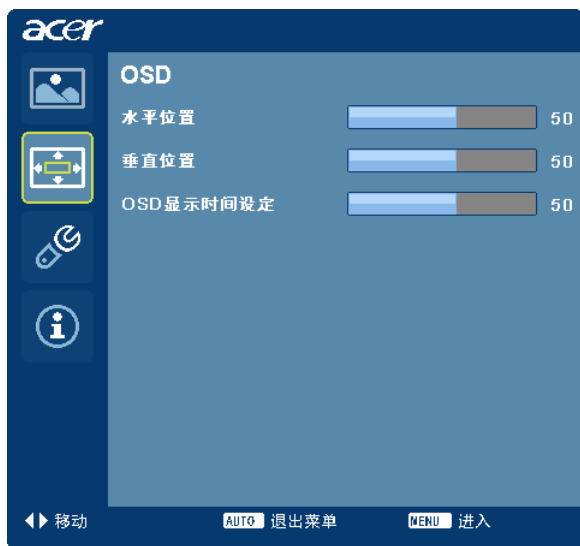 acer
OSD
水平位置 50
垂直位置 50
OSD显示时间设定 50
移动 AUTO 退出菜单 MENU 进入